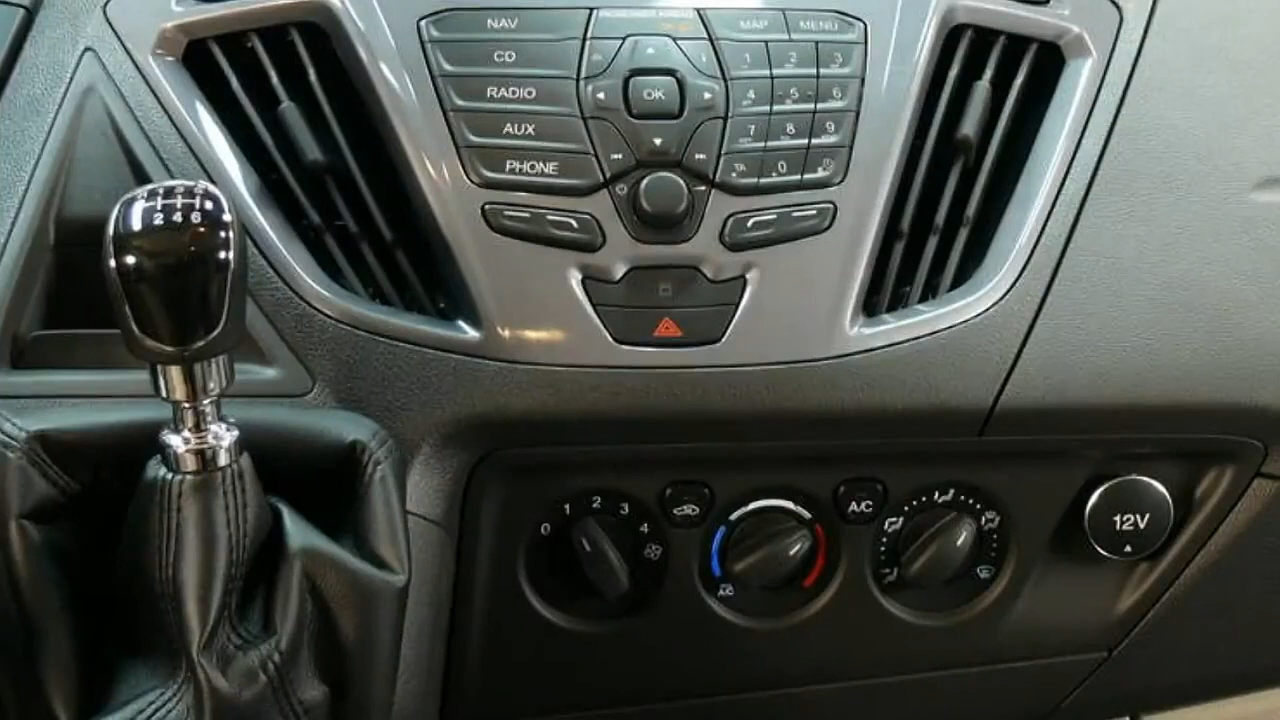 NAV
MAP MENU
CD
1 2 3
RADIO
OK
4 5 6
AUX
7 8 9
PHONE
0
2 4 6
0 1 2 3 4
A/C
A/C
12V